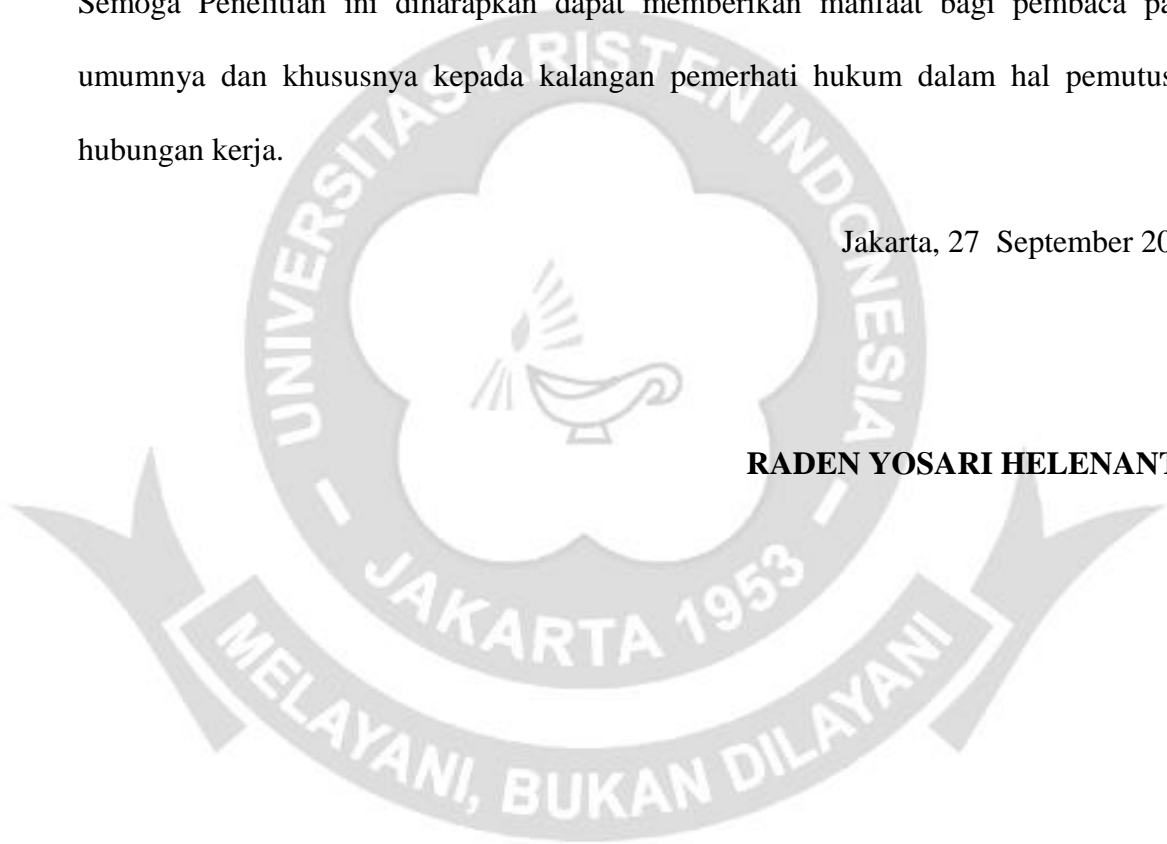 Semoga Penelitian ini diharapkan dapat memberikan manfaat bagi pembaca pa
umumnya dan khususnya kepada kalangan pemerhati hukum dalam hal pemutus
hubungan kerja.
Jakarta, 27 September 20
RADEN YOSARI HELENANT
UNIVERSITAS KRISTEN INDONESIA
- JAKARTA 1953 -
MELAYANI, BUKAN DILAYANI